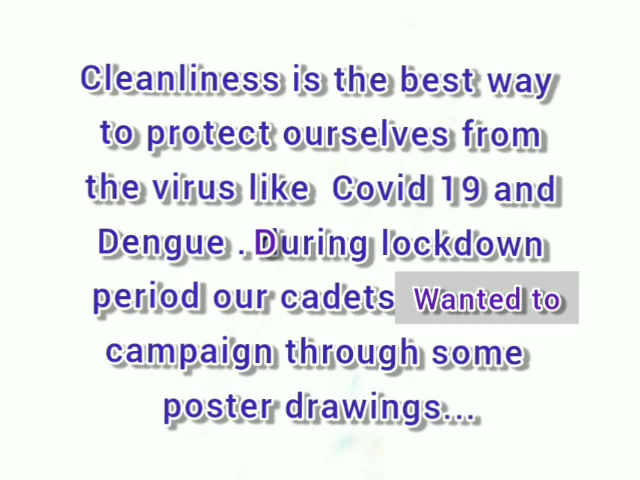 Cleanliness is the best way
to protect ourselves from
the virus like Covid 19 and
Dengue . During lockdown
period our cadets Wanted to
campaign through some
poster drawings...